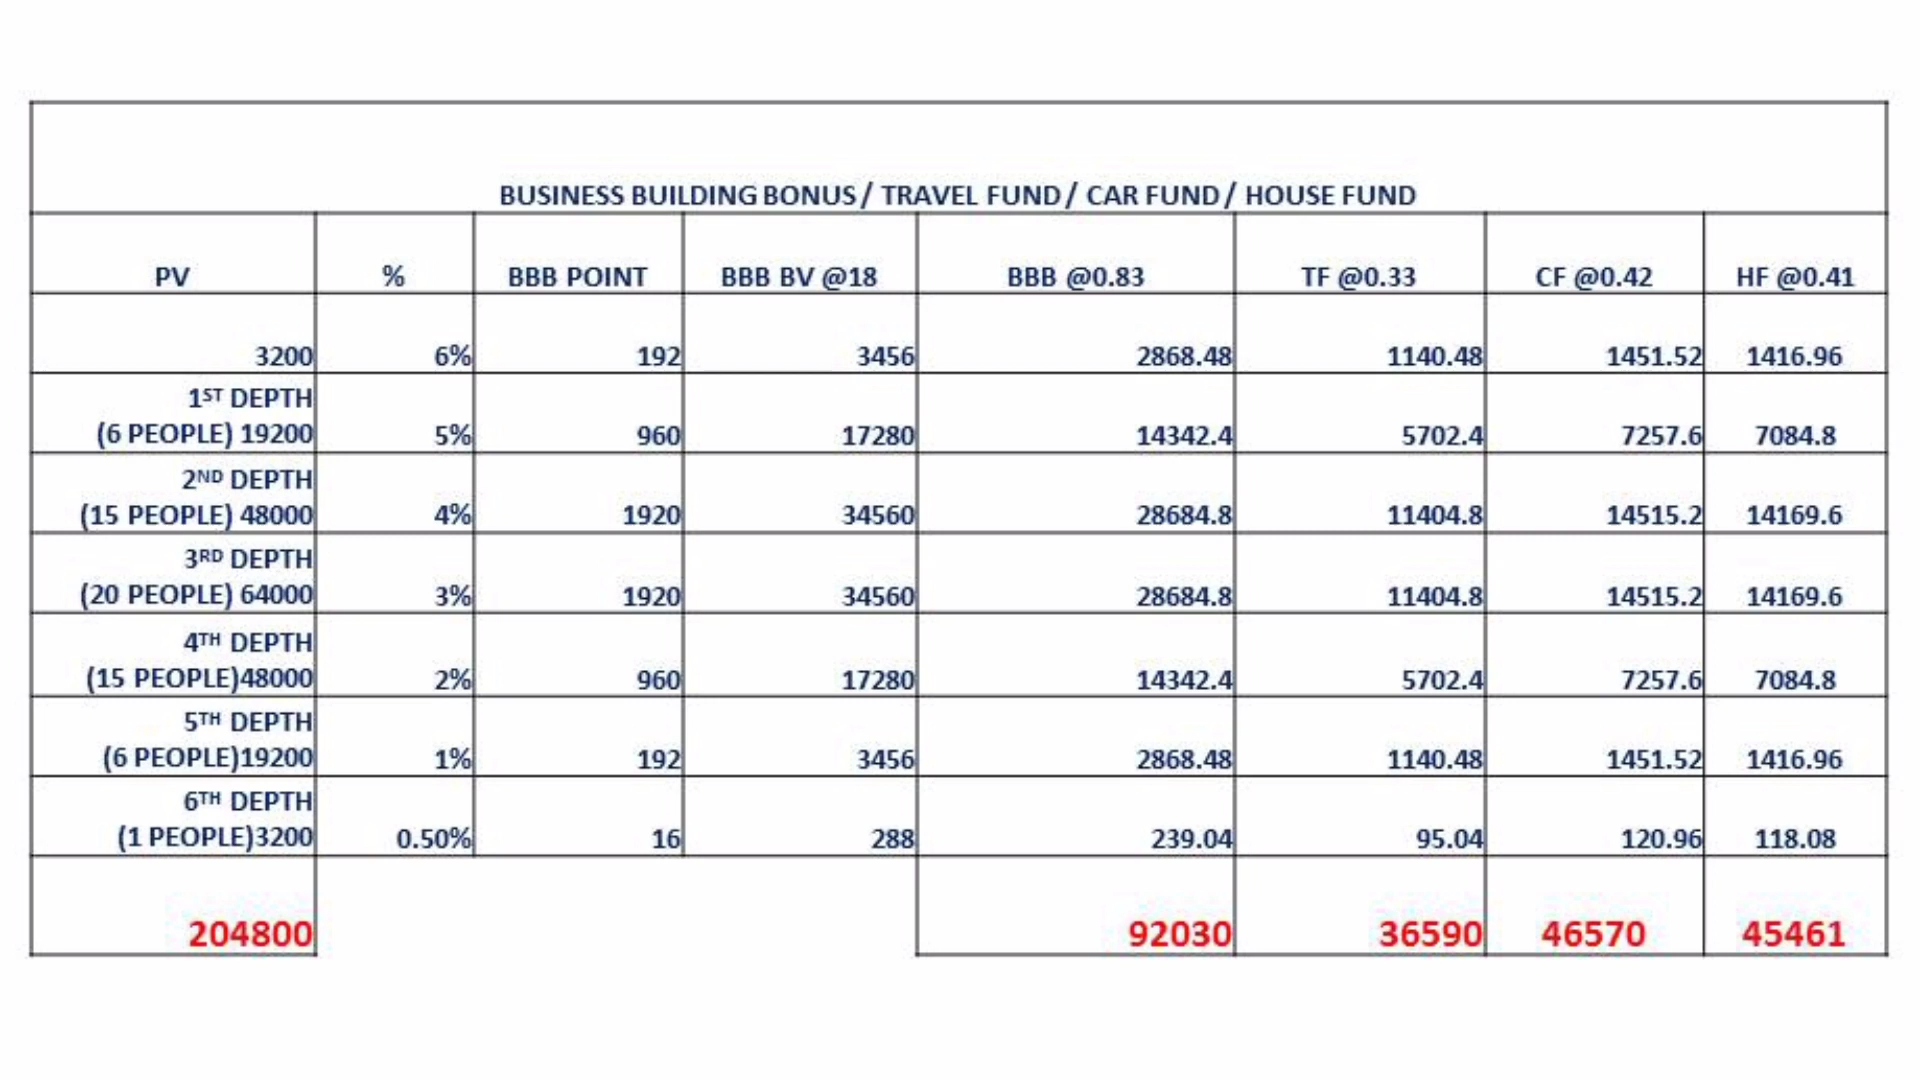 BUSINESS BUILDING BONUS / TRAVEL FUND / CAR FUND / HOUSE FUND
PV % BBB POINT BBB BV @18 BBB @0.83 TF @0.33 CF @0.42 HF @0.41
3200 6% 192 3456 2868.48 1140.48 1451.52 1416.96
1ST DEPTH
(6 PEOPLE) 19200 5% 960 17280 14342.4 5702.4 7257.6 7084.8
2ND DEPTH
(15 PEOPLE) 48000 4% 1920 34560 28684.8 11404.8 14515.2 14169.6
3RD DEPTH
(20 PEOPLE) 64000 3% 1920 34560 28684.8 11404.8 14515.2 14169.6
4TH DEPTH
(15 PEOPLE)48000 2% 960 17280 14342.4 5702.4 7257.6 7084.8
5TH DEPTH
(6 PEOPLE)19200 1% 192 3456 2868.48 1140.48 1451.52 1416.96
6TH DEPTH
(1 PEOPLE)3200 0.50% 16 288 239.04 95.04 120.96 118.08
204800 92030 36590 46570 45461